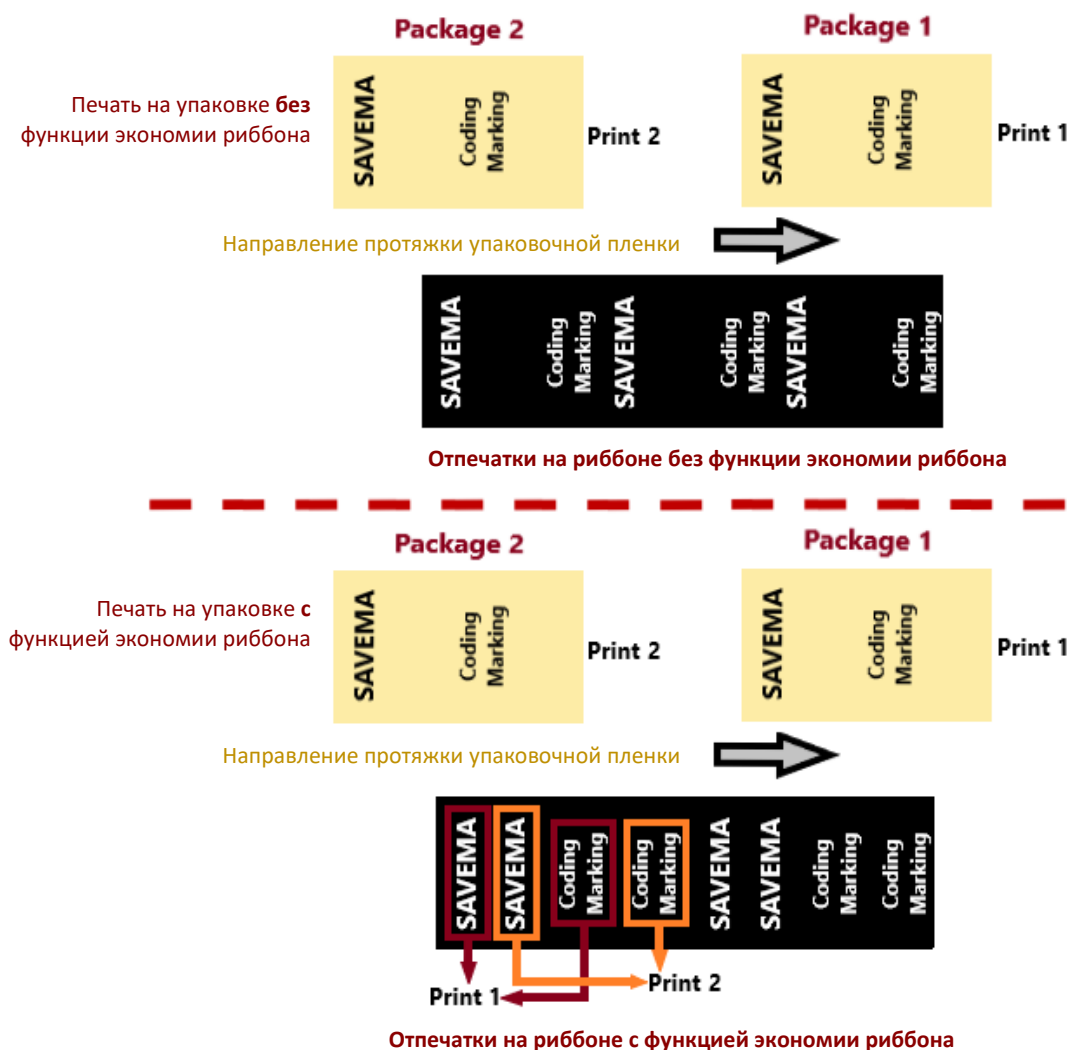 Package 2
Package 1
Печать на упаковке без
функции экономии риббона
SAVEMA
Coding
Marking
Print 2
SAVEMA
Coding
Marking
Print 1
Направление протяжки упаковочной пленки
SAVEMA
Coding
Marking
SAVEMA
Coding
Marking
SAVEMA
Coding
Marking
Отпечатки на риббоне без функции экономии риббона
Package 2
Package 1
Печать на упаковке с
функцией экономии риббона
SAVEMA
Coding
Marking
Print 2
SAVEMA
Coding
Marking
Print 1
Направление протяжки упаковочной пленки
SAVEMA
SAVEMA
Coding
Marking
Coding
Marking
SAVEMA
SAVEMA
Coding
Marking
Coding
Marking
Print 1
Print 2
Отпечатки на риббоне с функцией экономии риббона